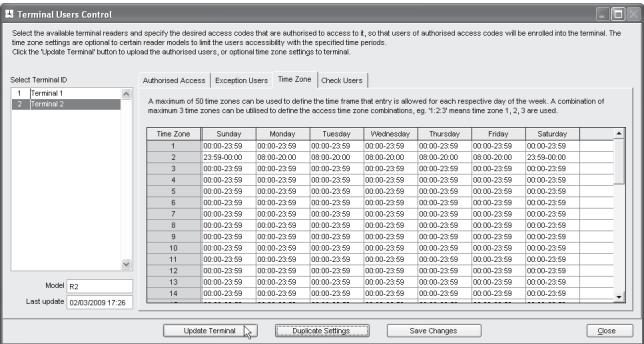 Terminal Users Control
Select the available terminal readers and specify the desired access codes that are authorised to access to it, so that users of authorised access codes will be enrolled into the terminal. The
time zone settings are optional to certain reader models to limit the users accessibility with the specified time periods.
Click the 'Update Terminal' button to upload the authorised users, or optional time zone settings to terminal.
Select Terminal ID
1 Terminal 1
2 Terminal 2
Authorised Access Exception Users Time Zone Check Users
A maximum of 50 time zones can be used to define the time frame that entry is allowed for each respective day of the week. A combination of
maximum 3 time zones can be utilised to define the access time zone combinations, eg. '1:2:3' means time zone 1, 2, 3 are used.
Time Zone Sunday Monday Tuesday Wednesday Thursday Friday Saturday
1 00:00-23:59 00:00-23:59 00:00-23:59 00:00-23:59 00:00-23:59 00:00-23:59 00:00-23:59
2 23:59-00:00 08:00-20:00 08:00-20:00 08:00-20:00 08:00-20:00 08:00-20:00 23:59-00:00
3 00:00-23:59 00:00-23:59 00:00-23:59 00:00-23:59 00:00-23:59 00:00-23:59 00:00-23:59
4 00:00-23:59 00:00-23:59 00:00-23:59 00:00-23:59 00:00-23:59 00:00-23:59 00:00-23:59
5 00:00-23:59 00:00-23:59 00:00-23:59 00:00-23:59 00:00-23:59 00:00-23:59 00:00-23:59
6 00:00-23:59 00:00-23:59 00:00-23:59 00:00-23:59 00:00-23:59 00:00-23:59 00:00-23:59
7 00:00-23:59 00:00-23:59 00:00-23:59 00:00-23:59 00:00-23:59 00:00-23:59 00:00-23:59
8 00:00-23:59 00:00-23:59 00:00-23:59 00:00-23:59 00:00-23:59 00:00-23:59 00:00-23:59
9 00:00-23:59 00:00-23:59 00:00-23:59 00:00-23:59 00:00-23:59 00:00-23:59 00:00-23:59
10 00:00-23:59 00:00-23:59 00:00-23:59 00:00-23:59 00:00-23:59 00:00-23:59 00:00-23:59
11 00:00-23:59 00:00-23:59 00:00-23:59 00:00-23:59 00:00-23:59 00:00-23:59 00:00-23:59
12 00:00-23:59 00:00-23:59 00:00-23:59 00:00-23:59 00:00-23:59 00:00-23:59 00:00-23:59
13 00:00-23:59 00:00-23:59 00:00-23:59 00:00-23:59 00:00-23:59 00:00-23:59 00:00-23:59
14 00:00-23:59 00:00-23:59 00:00-23:59 00:00-23:59 00:00-23:59 00:00-23:59 00:00-23:59
Model R2
Last update 02/03/2009 17:26
Update Terminal Duplicate Settings Save Changes Close